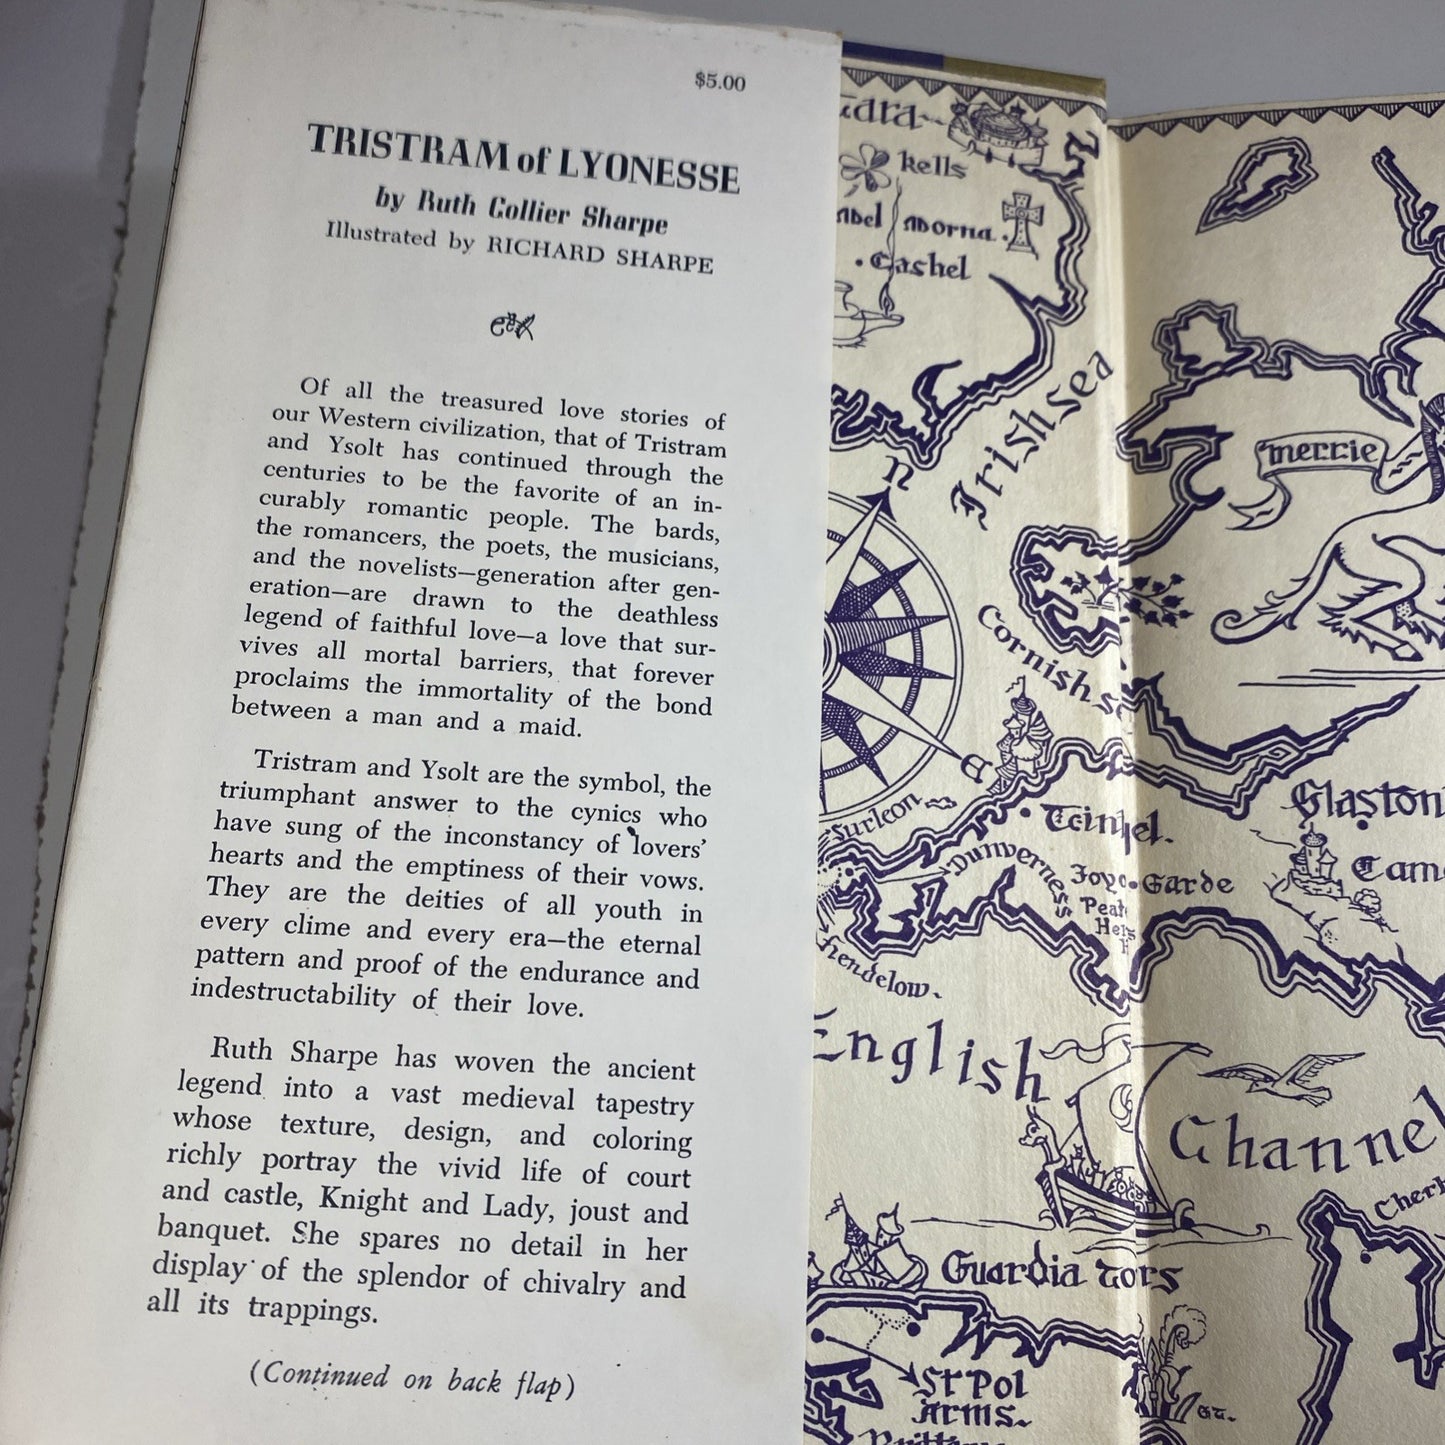 $5.00
TRISTRAM of LYONESSE
by Ruth Collier Sharpe
Illustrated by RICHARD SHARPE
Of all the treasured love stories of
our Western civilization, that of Tristram
and Ysolt has continued through the
centuries to be the favorite of an in-
curably romantic people. The bards,
the romancers, the poets, the musicians,
and the novelists—generation after gen-
eration—are drawn to the deathless
legend of faithful love—a love that sur-
vives all mortal barriers, that forever
proclaims the immortality of the bond
between a man and a maid.
Tristram and Ysolt are the symbol, the
triumphant answer to the cynics who
have sung of the inconstancy of lovers'
hearts and the emptiness of their vows.
They are the deities of all youth in
every clime and every era—the eternal
pattern and proof of the endurance and
indestructability of their love.
Ruth Sharpe has woven the ancient
legend into a vast medieval tapestry
whose texture, design, and coloring
richly portray the vivid life of court
and castle, Knight and Lady, joust and
banquet. She spares no detail in her
display of the splendor of chivalry and
all its trappings.
(Continued on back flap)
Tara
kells
Cashel
Irish Sea
N
merrie
Cornish
E
Surleon
Dunverness
Joyo. Garde
Glaston
Cam
English
Channel
Cher
Guardia Tors
St Pol
Arms